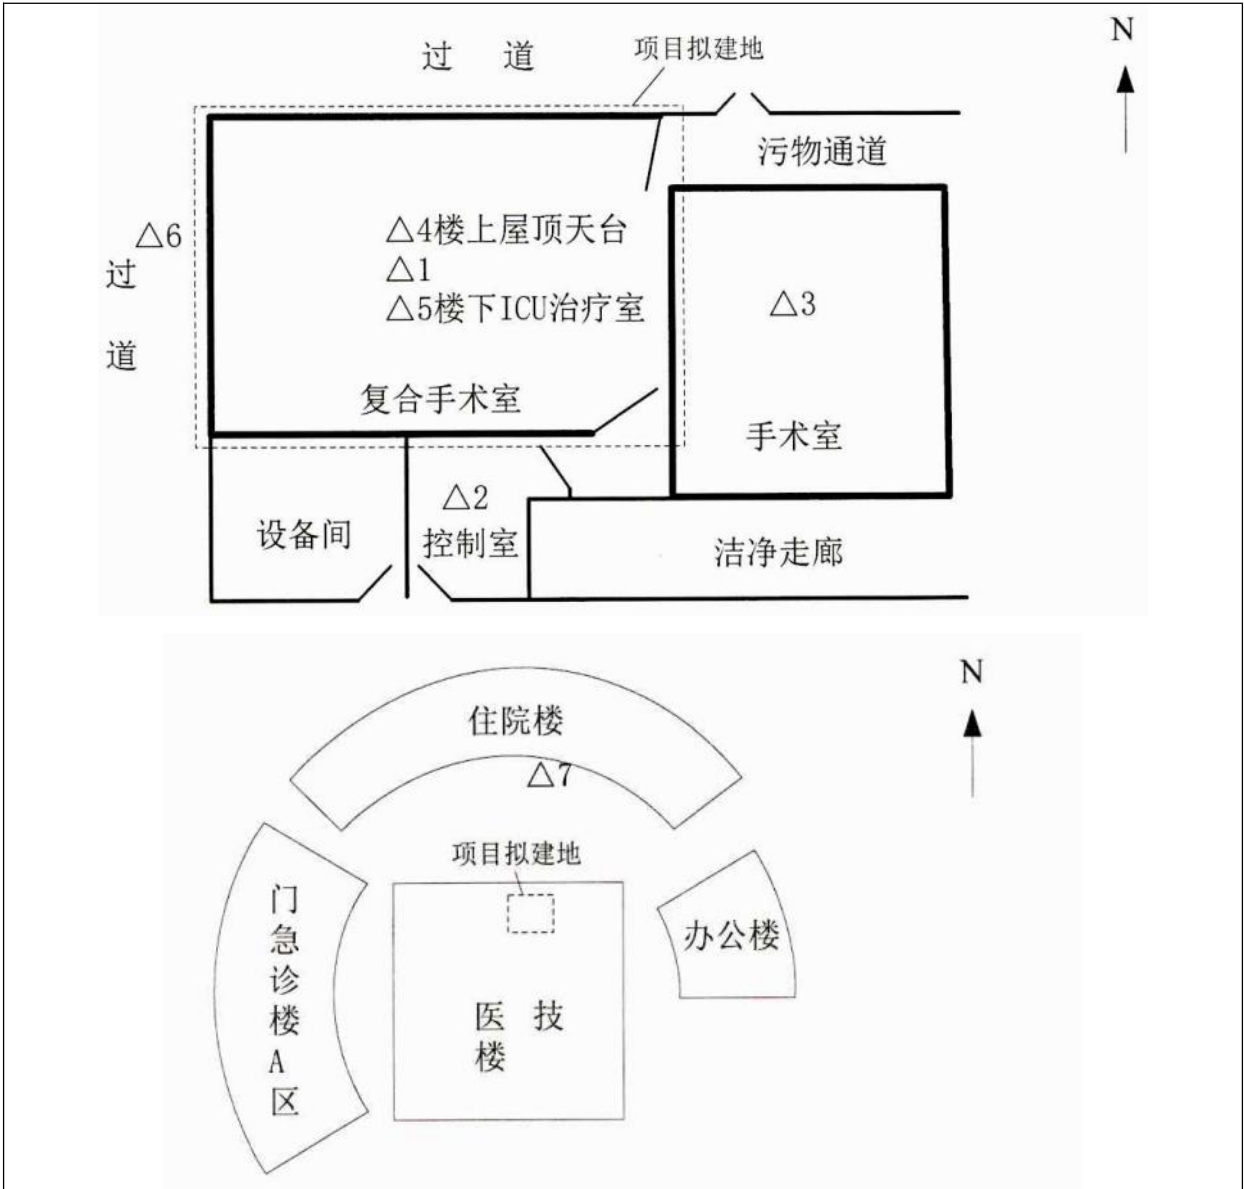 过 道
项目拟建地
N
污物通道
△6
过
道
△4楼上屋顶天台
△1
△5楼下ICU治疗室
△3
复合手术室
手术室
△2
控制室
设备间
洁净走廊
N
住院楼
△7
项目拟建地
门急诊楼A区
办公楼
医 技
楼